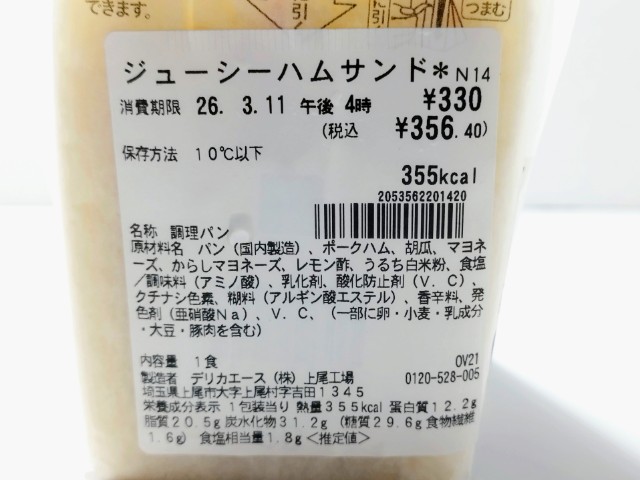 できます。
つまむ
ジューシーハムサンド＊ N14
消費期限 26. 3.11 午後 4時 ¥330
(税込 ¥356.40)
保存方法 10℃以下
355kcal
2053562201420
名称 調理パン
原材料名 パン（国内製造）、ポークハム、胡瓜、マヨネ
ーズ、からしマヨネーズ、レモン酢、うるち白米粉、食塩
／調味料（アミノ酸）、乳化剤、酸化防止剤（V．C）、
クチナシ色素、糊料（アルギン酸エステル）、香辛料、発
色剤（亜硝酸Na）、V．C、（一部に卵・小麦・乳成分
・大豆・豚肉を含む）
内容量 1食 OV21
製造者 デリカエース（株）上尾工場 0120-528-005
埼玉県上尾市大字上尾村字吉田1345
栄養成分表示 1包装当り 熱量355kcal 蛋白質12.2g
脂質20.5g 炭水化物31.2g （糖質29.6g 食物繊維
1.6g） 食塩相当量1.8g＜推定値＞